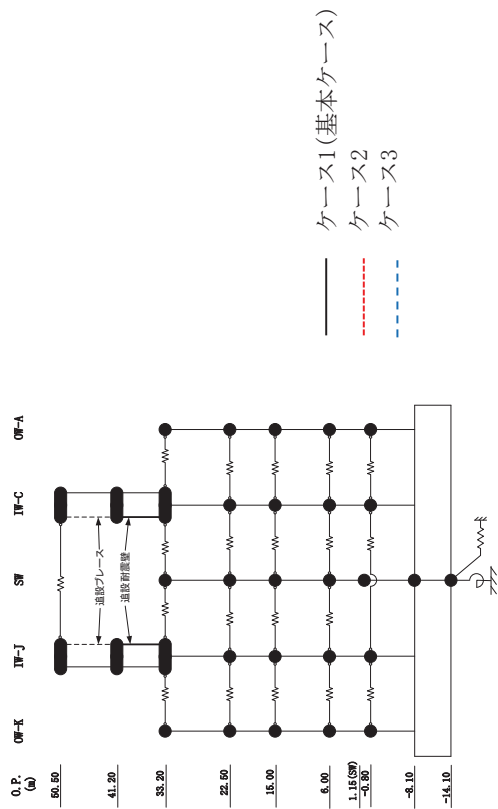 O.P.
(m)
OW-K
IW-J
SW
IW-C
OW-A
50.50
41.20
33.20
22.50
15.00
6.00
1.15(SW)
-0.80
-8.10
-14.10
追設ブレース
追設耐震壁
ケース1(基本ケース)
ケース2
ケース3